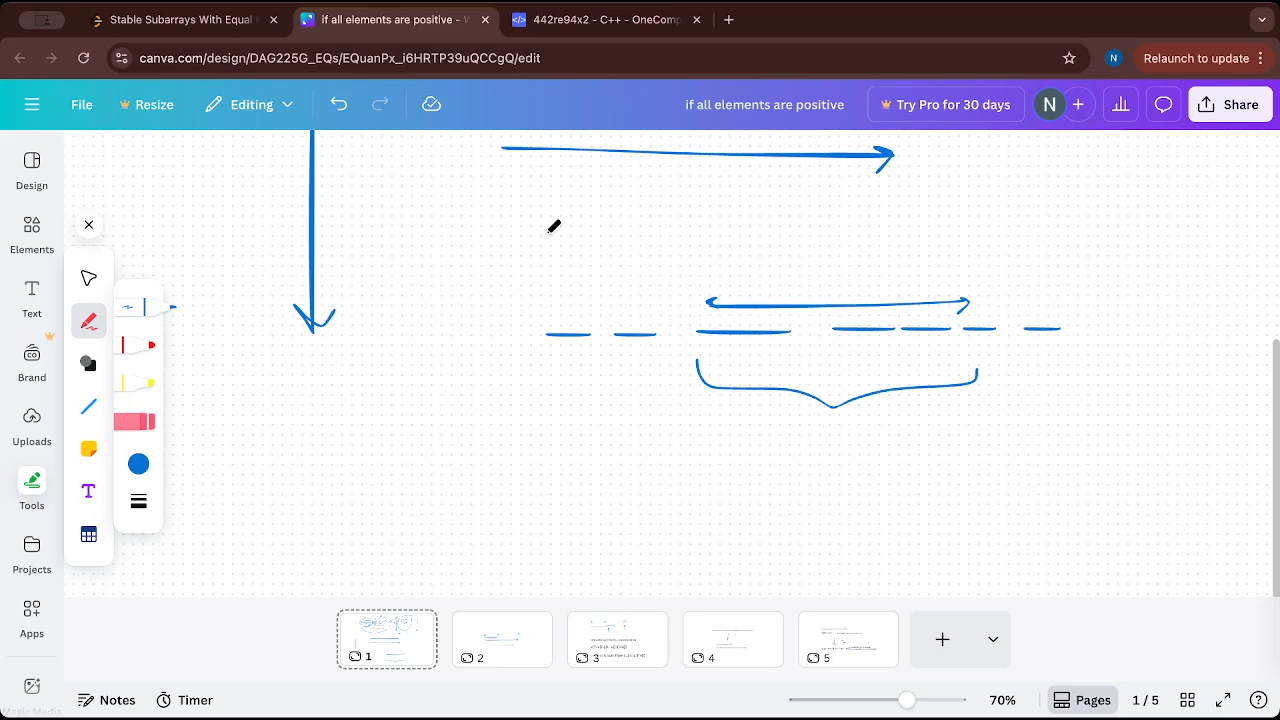 Stable Subarrays With Equal
if all elements are positive - W
442re94x2 - C++ - OneComp
canva.com/design/DAG225G_EQs/EQuanPx_i6HRTP39uQCCgQ/edit
N
Relaunch to update
File
Resize
Editing
if all elements are positive
Try Pro for 30 days
N
Share
Design
Elements
Text
Brand
Uploads
Tools
Projects
Apps
T
1
2
3
4
5
Magic Media
Notes
Timer
70%
Pages
1 / 5